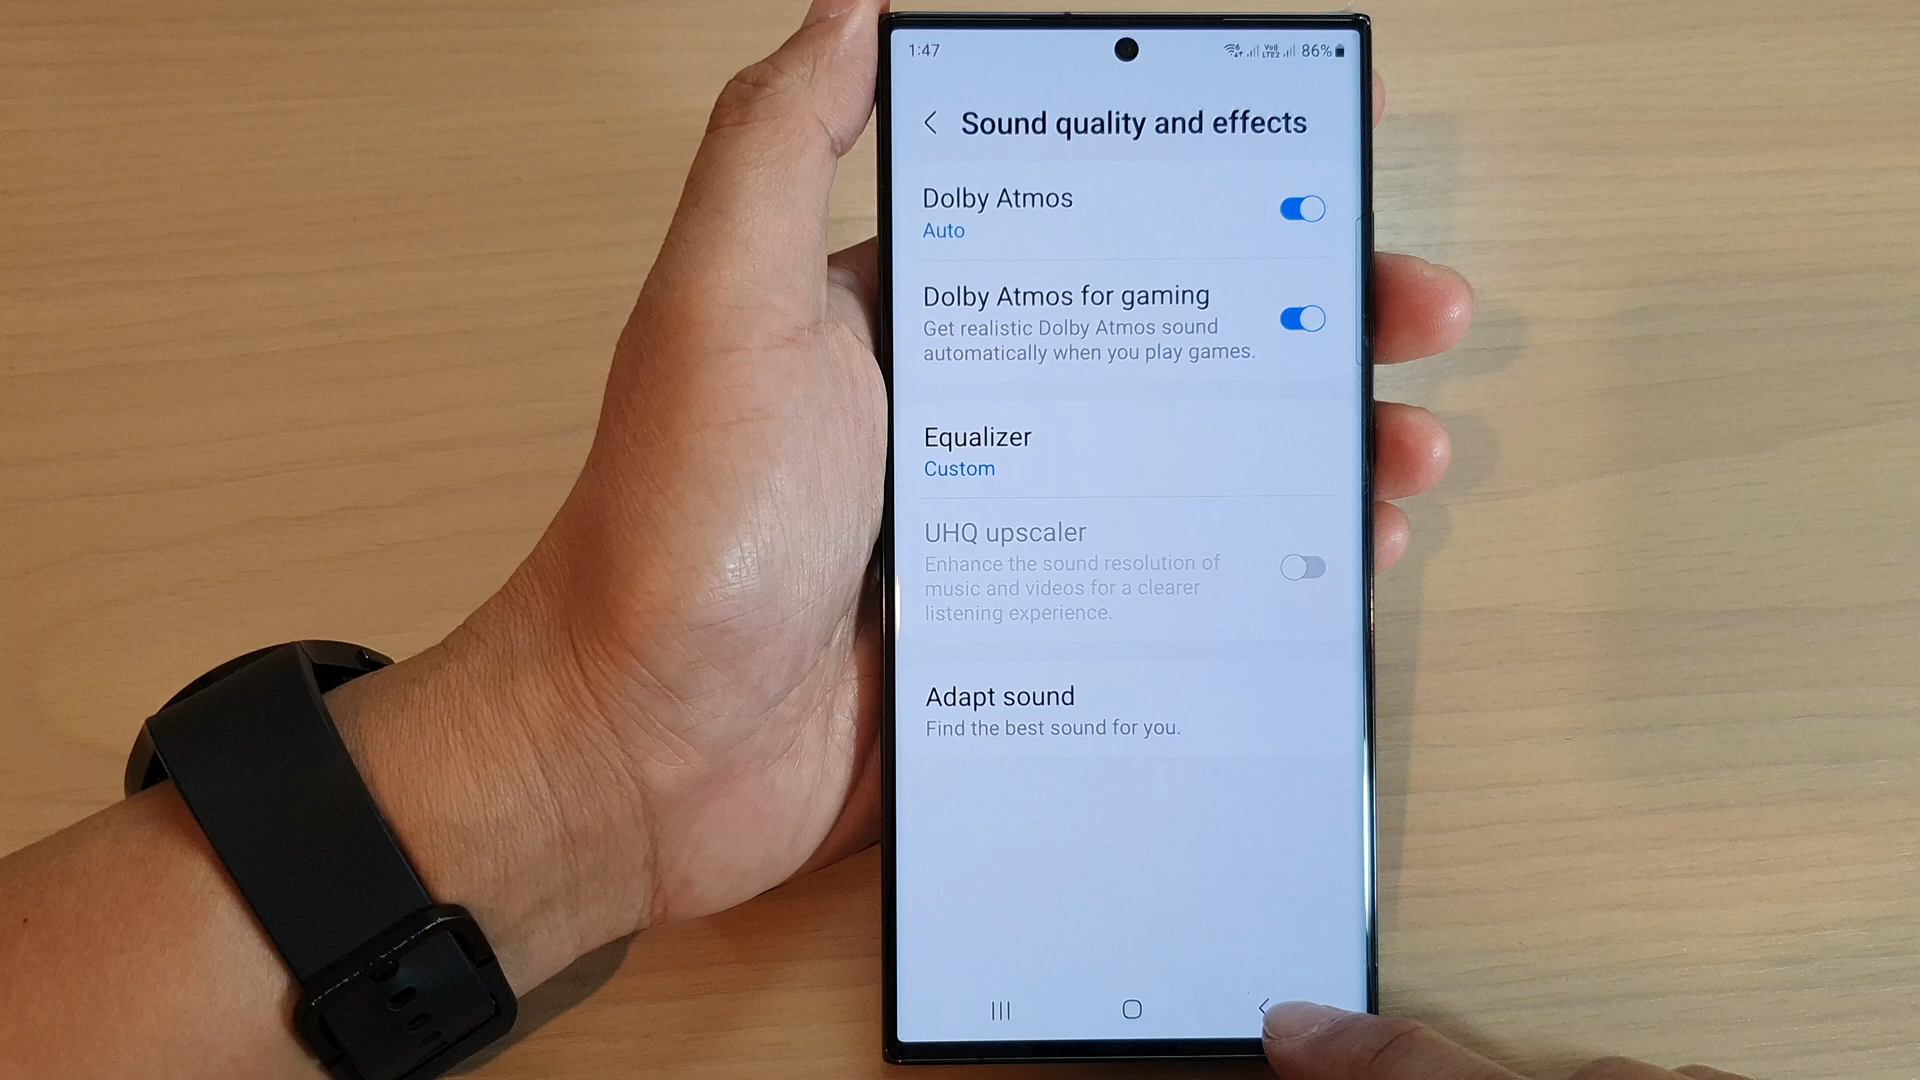 1:47
86%
Sound quality and effects
Dolby Atmos
Auto
Dolby Atmos for gaming
Get realistic Dolby Atmos sound
automatically when you play games.
Equalizer
Custom
UHQ upscaler
Enhance the sound resolution of
music and videos for a clearer
listening experience.
Adapt sound
Find the best sound for you.